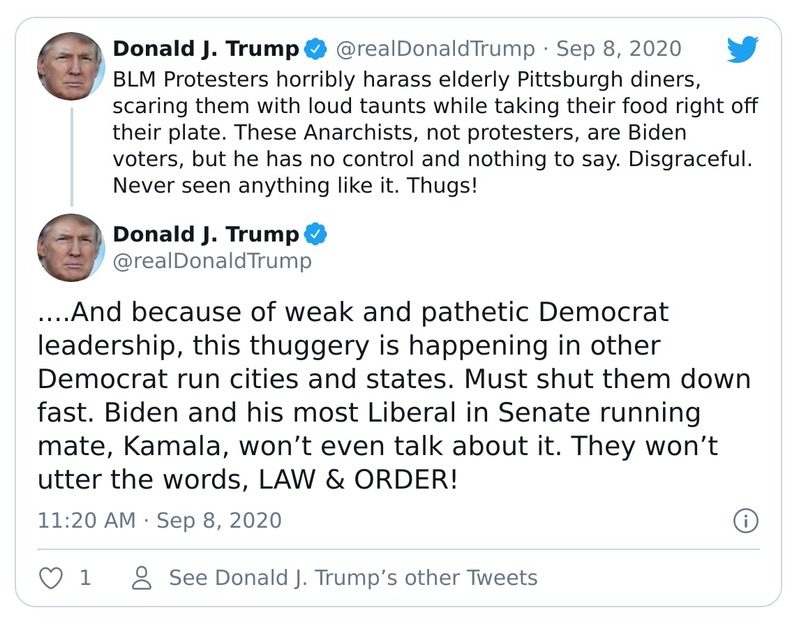 Donald J. Trump @realDonaldTrump · Sep 8, 2020
BLM Protesters horribly harass elderly Pittsburgh diners,
scaring them with loud taunts while taking their food right off
their plate. These Anarchists, not protesters, are Biden
voters, but he has no control and nothing to say. Disgraceful.
Never seen anything like it. Thugs!
Donald J. Trump
@realDonaldTrump
....And because of weak and pathetic Democrat
leadership, this thuggery is happening in other
Democrat run cities and states. Must shut them down
fast. Biden and his most Liberal in Senate running
mate, Kamala, won’t even talk about it. They won’t
utter the words, LAW & ORDER!
11:20 AM · Sep 8, 2020
1 See Donald J. Trump’s other Tweets